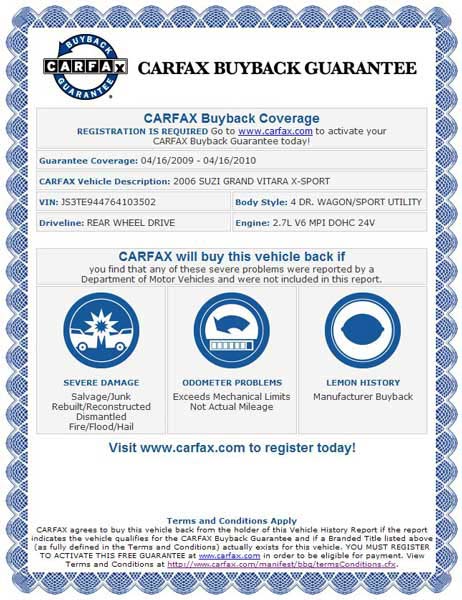 BUYBACK
CARFAX
GUARANTEE
CARFAX BUYBACK GUARANTEE
CARFAX Buyback Coverage
REGISTRATION IS REQUIRED Go to www.carfax.com to activate your
CARFAX Buyback Guarantee today!
Guarantee Coverage: 04/16/2009 - 04/16/2010
CARFAX Vehicle Description: 2006 SUZI GRAND VITARA X-SPORT
VIN: JS3TE944764103502
Body Style: 4 DR. WAGON/SPORT UTILITY
Driveline: REAR WHEEL DRIVE
Engine: 2.7L V6 MPI DOHC 24V
CARFAX will buy this vehicle back if
you find that any of these severe problems were reported by a
Department of Motor Vehicles and were not included in this report.
SEVERE DAMAGE
Salvage/Junk
Rebuilt/Reconstructed
Dismantled
Fire/Flood/Hail
ODOMETER PROBLEMS
Exceeds Mechanical Limits
Not Actual Mileage
LEMON HISTORY
Manufacturer Buyback
Visit www.carfax.com to register today!
Terms and Conditions Apply
CARFAX agrees to buy this vehicle back from the holder of this Vehicle History Report if the report
indicates the vehicle qualifies for the CARFAX Buyback Guarantee and if a Branded Title listed above
(as fully defined in the Terms and Conditions) actually exists for this vehicle. YOU MUST REGISTER
TO ACTIVATE THIS FREE GUARANTEE at www.carfax.com in order to be eligible for payment. View
Terms and Conditions at http://www.carfax.com/manifest/bbg/termsConditions.cfx.